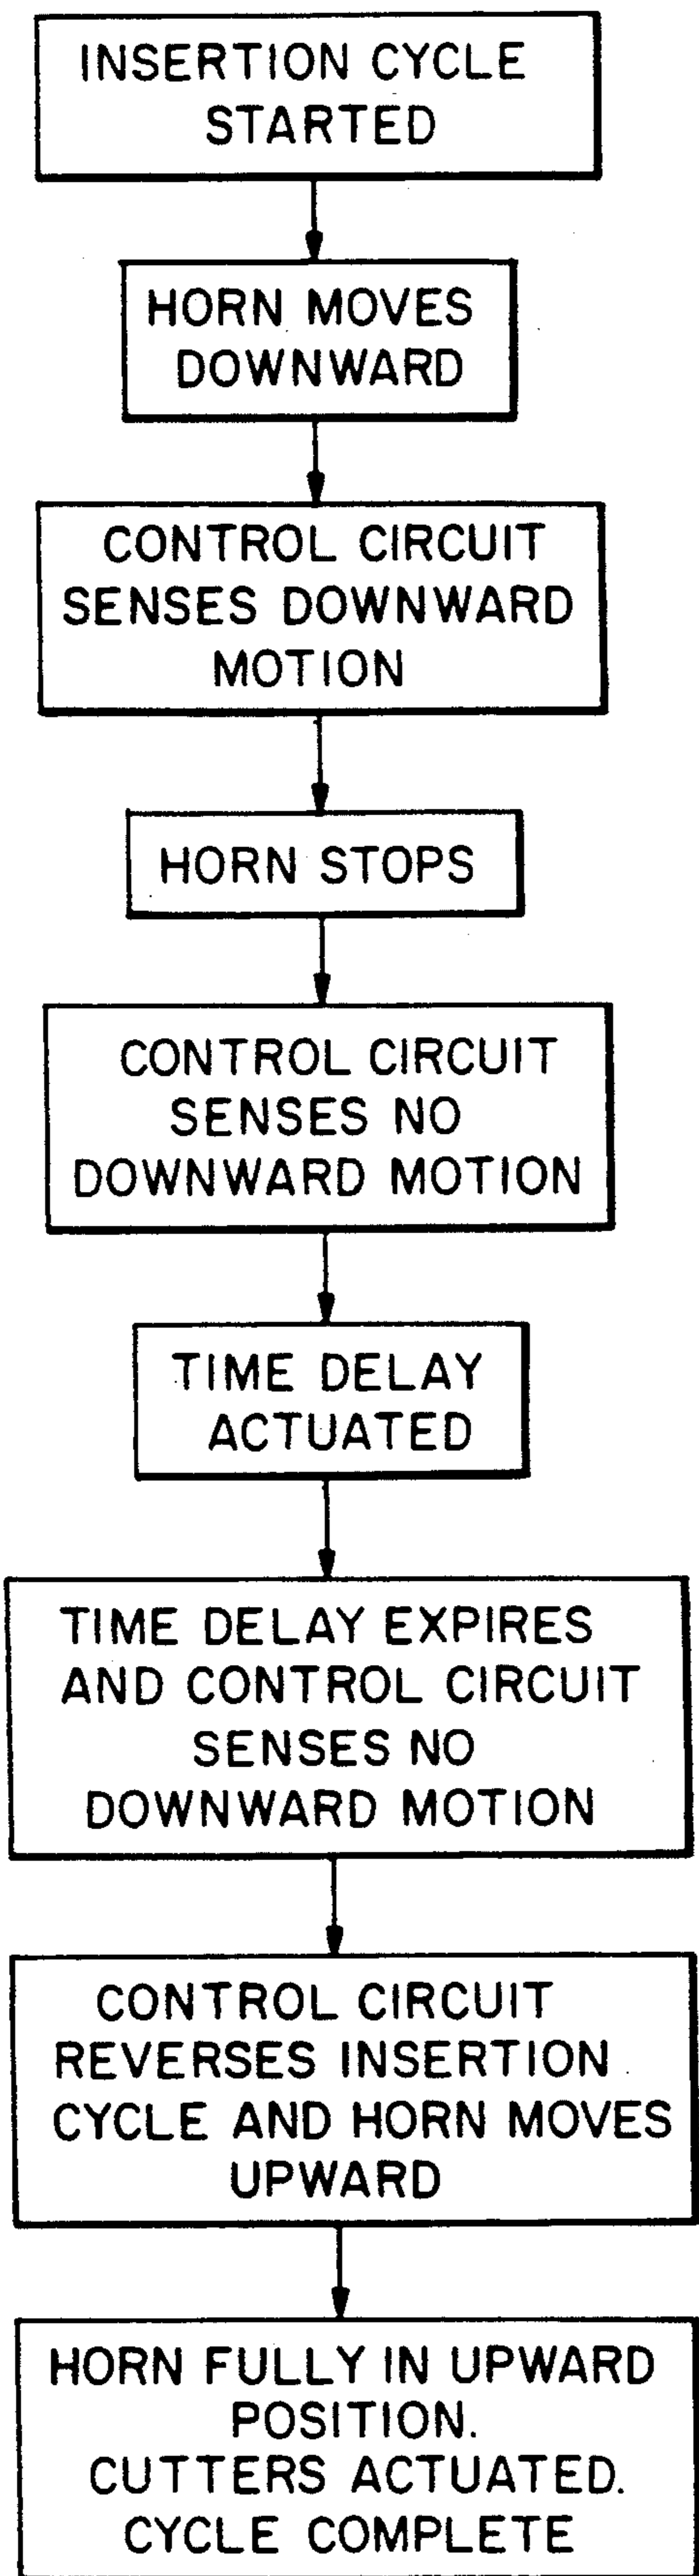 INSERTION CYCLE
STARTED
HORN MOVES
DOWNWARD
CONTROL CIRCUIT
SENSES DOWNWARD
MOTION
HORN STOPS
CONTROL CIRCUIT
SENSES NO
DOWNWARD MOTION
TIME DELAY
ACTUATED
TIME DELAY EXPIRES
AND CONTROL CIRCUIT
SENSES NO
DOWNWARD MOTION
CONTROL CIRCUIT
REVERSES INSERTION
CYCLE AND HORN MOVES
UPWARD
HORN FULLY IN UPWARD
POSITION.
CUTTERS ACTUATED.
CYCLE COMPLETE